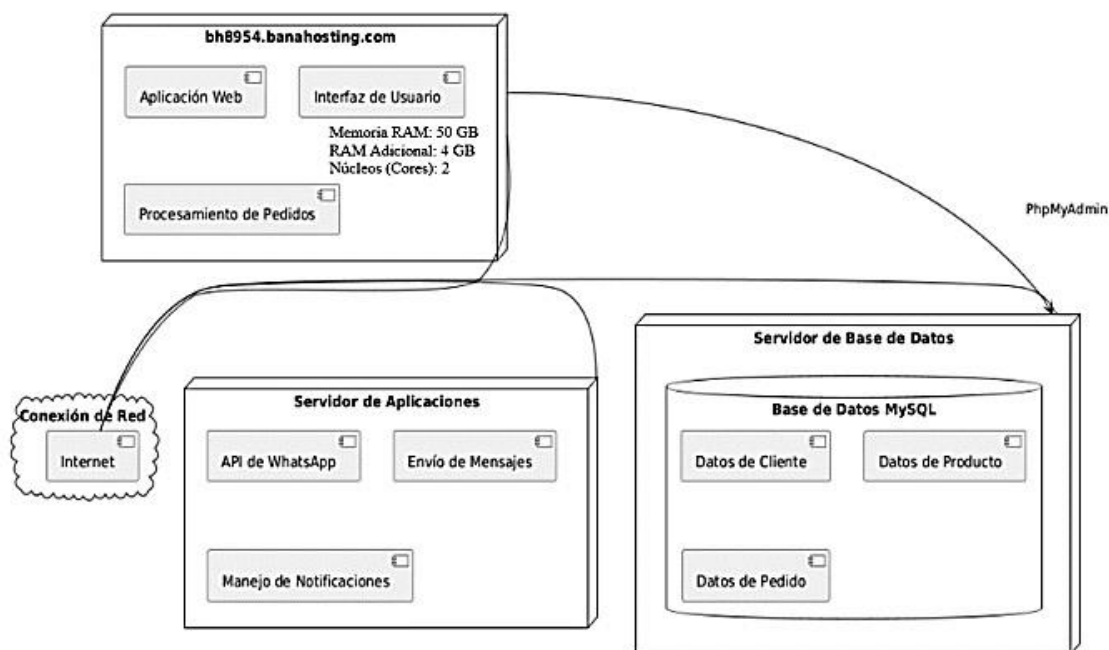 bh8954.banahosting.com
Aplicación Web
Interfaz de Usuario
Memoria RAM: 50 GB
RAM Adicional: 4 GB
Núcleos (Cores): 2
Procesamiento de Pedidos
PhpMyAdmin
Servidor de Base de Datos
Base de Datos MySQL
Datos de Cliente
Datos de Producto
Datos de Pedido
Conexión de Red
Internet
Servidor de Aplicaciones
API de WhatsApp
Envío de Mensajes
Manejo de Notificaciones